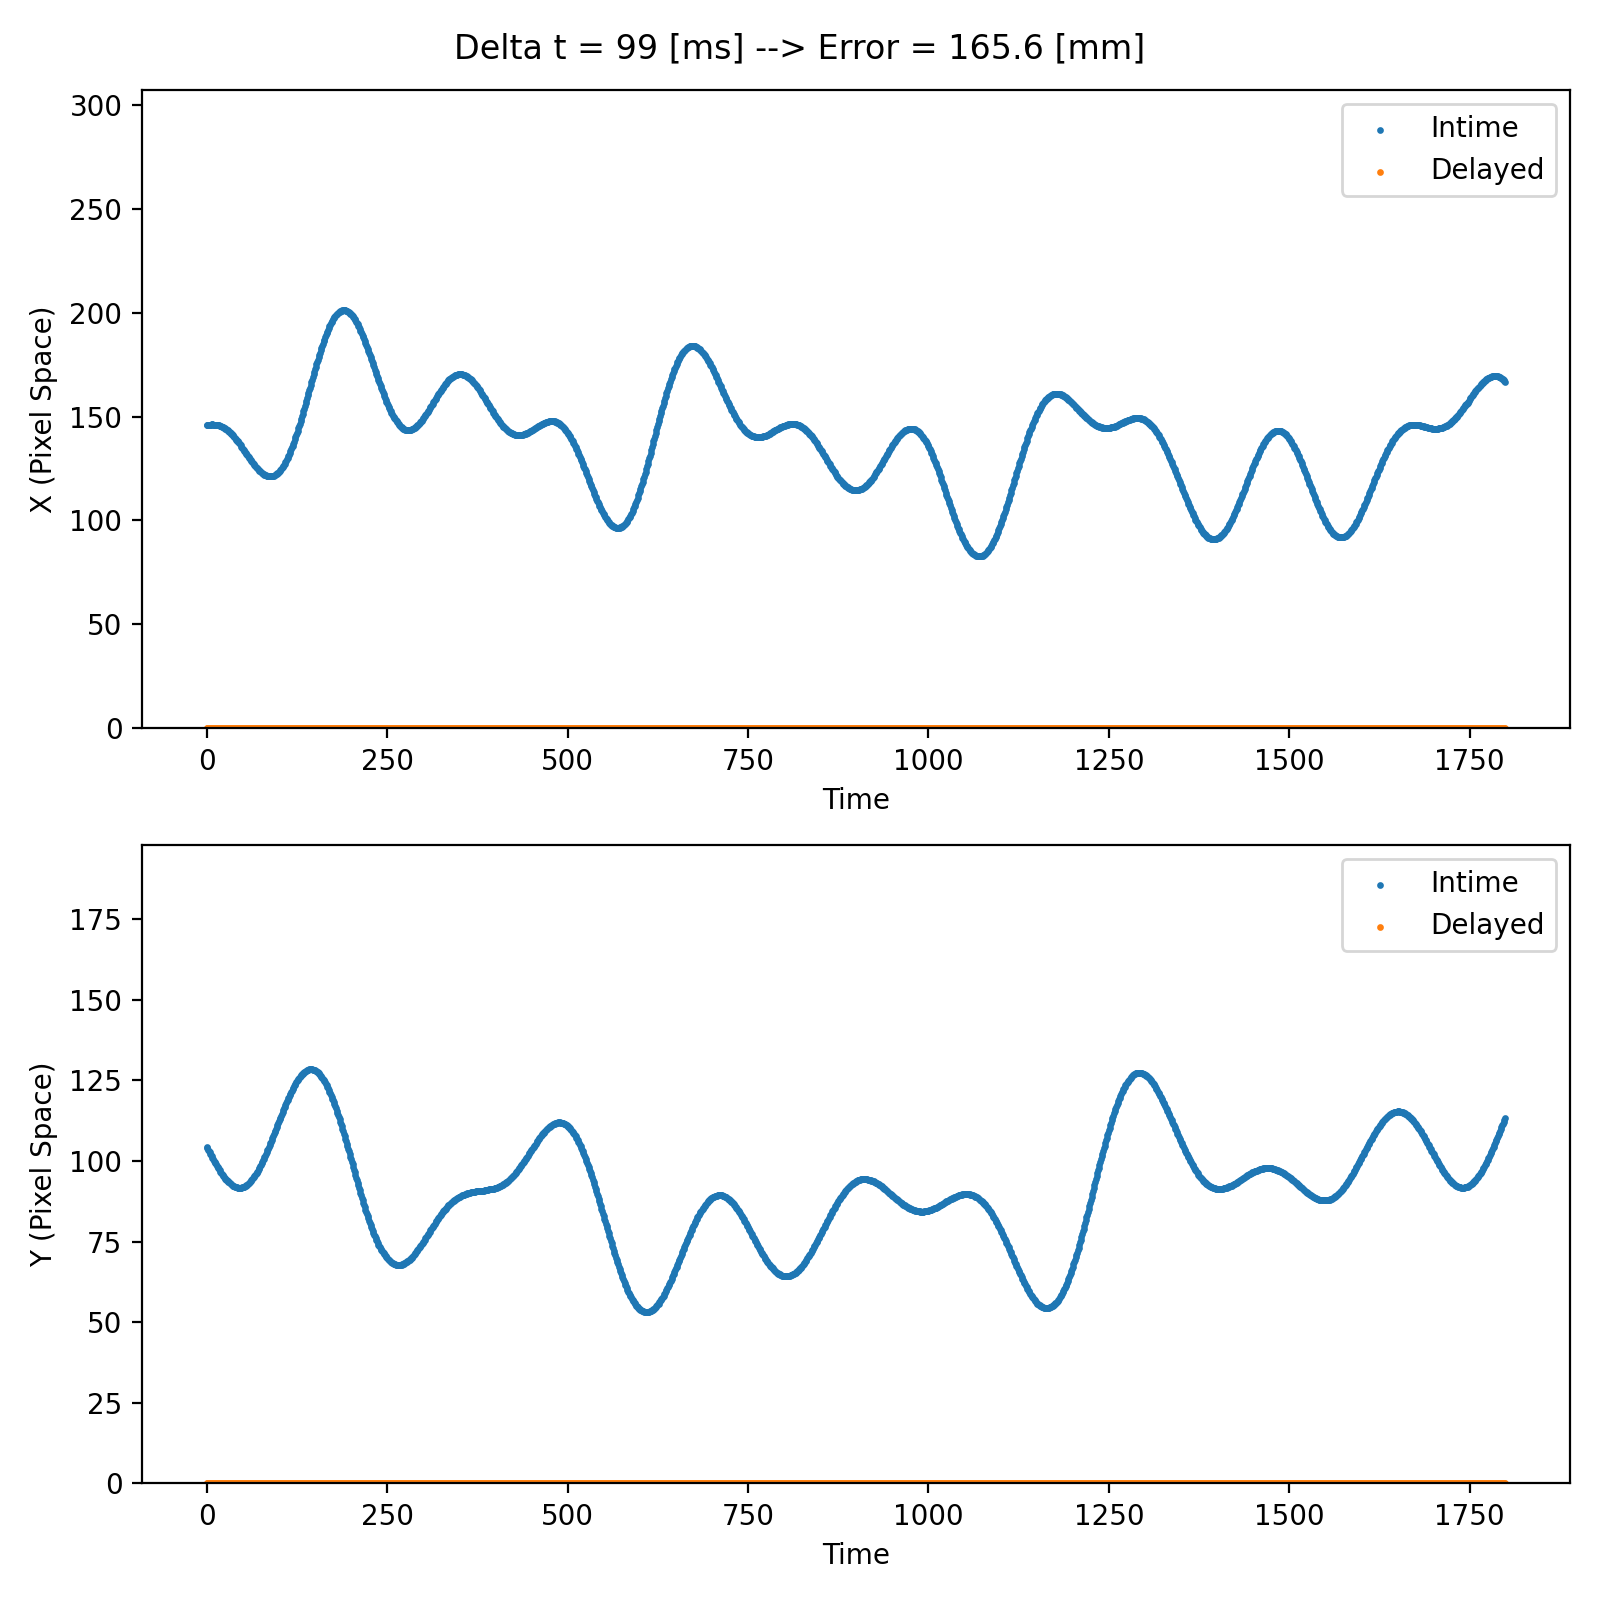 Delta t = 99 [ms] --> Error = 165.6 [mm]
300
250
200
150
100
50
0
X (Pixel Space)
Intime
Delayed
0 250 500 750 1000 1250 1500 1750
Time
175
150
125
100
75
50
25
0
Y (Pixel Space)
Intime
Delayed
0 250 500 750 1000 1250 1500 1750
Time